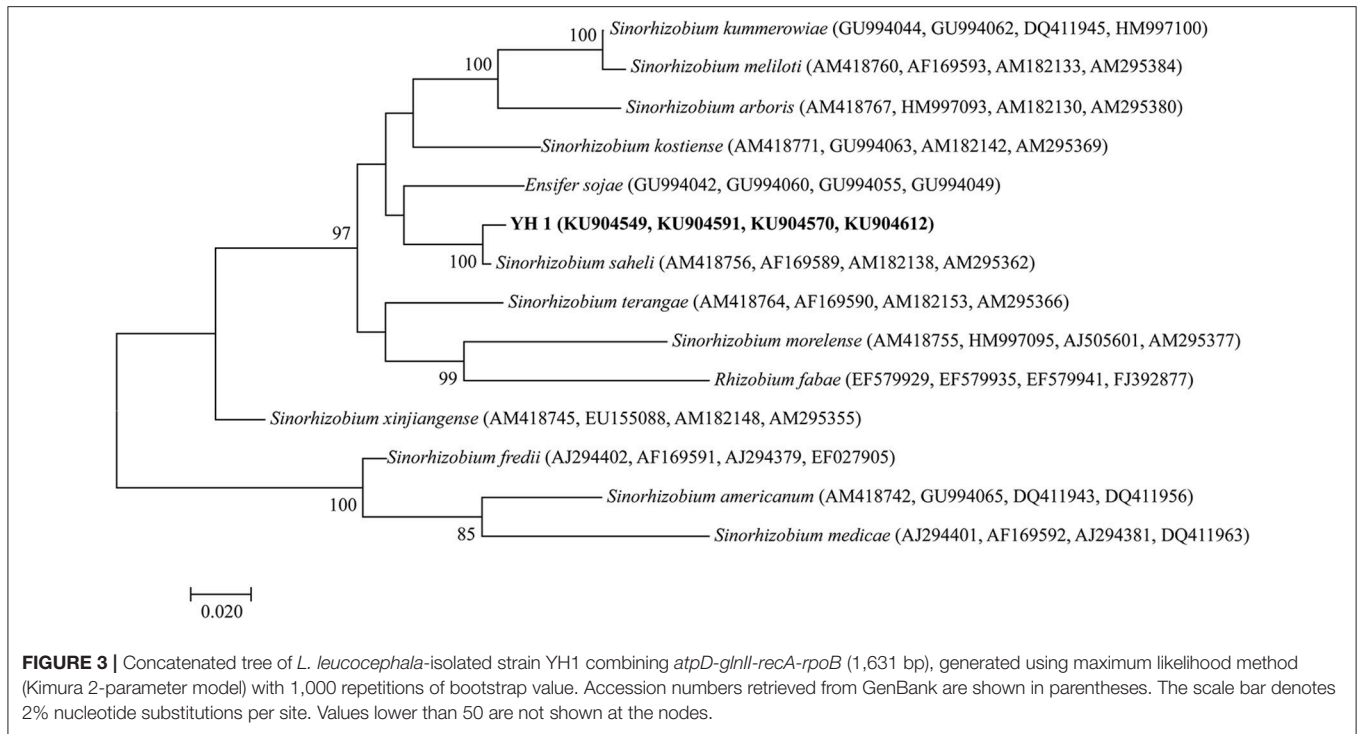 100
Sinorhizobium kummerowiae (GU994044, GU994062, DQ411945, HM997100)
100
Sinorhizobium meliloti (AM418760, AF169593, AM182133, AM295384)
Sinorhizobium arboris (AM418767, HM997093, AM182130, AM295380)
Sinorhizobium kostiense (AM418771, GU994063, AM182142, AM295369)
Ensifer sojae (GU994042, GU994060, GU994055, GU994049)
97
YH 1 (KU904549, KU904591, KU904570, KU904612)
100
Sinorhizobium saheli (AM418756, AF169589, AM182138, AM295362)
Sinorhizobium terangae (AM418764, AF169590, AM182153, AM295366)
Sinorhizobium morelense (AM418755, HM997095, AJ505601, AM295377)
99
Rhizobium fabae (EF579929, EF579935, EF579941, FJ392877)
Sinorhizobium xinjiangense (AM418745, EU155088, AM182148, AM295355)
Sinorhizobium fredii (AJ294402, AF169591, AJ294379, EF027905)
100
Sinorhizobium americanum (AM418742, GU994065, DQ411943, DQ411956)
85
Sinorhizobium medicae (AJ294401, AF169592, AJ294381, DQ411963)
0.020
FIGURE 3 | Concatenated tree of L. leucocephala-isolated strain YH1 combining atpD-glnII-recA-rpoB (1,631 bp), generated using maximum likelihood method
(Kimura 2-parameter model) with 1,000 repetitions of bootstrap value. Accession numbers retrieved from GenBank are shown in parentheses. The scale bar denotes
2% nucleotide substitutions per site. Values lower than 50 are not shown at the nodes.